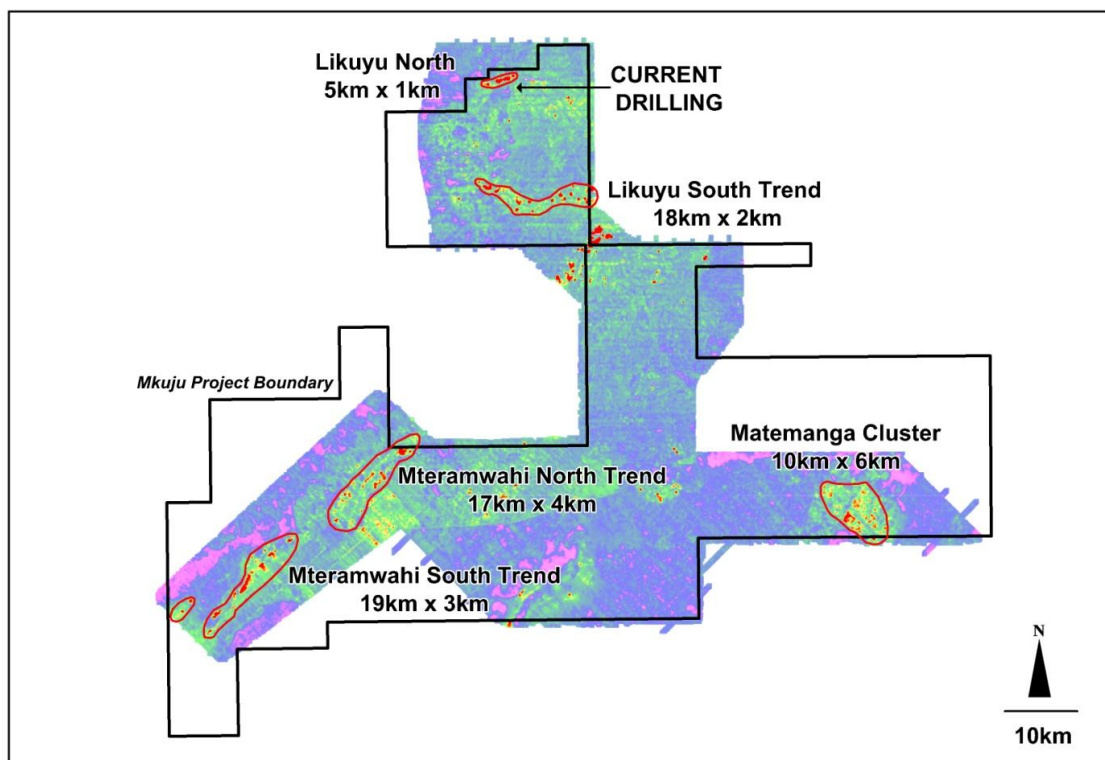 Likuyu North
5km x 1km
CURRENT
DRILLING
Likuyu South Trend
18km x 2km
Mkuju Project Boundary
Matemanga Cluster
10km x 6km
Mteramwahi North Trend
17km x 4km
Mteramwahi South Trend
19km x 3km
N
10km